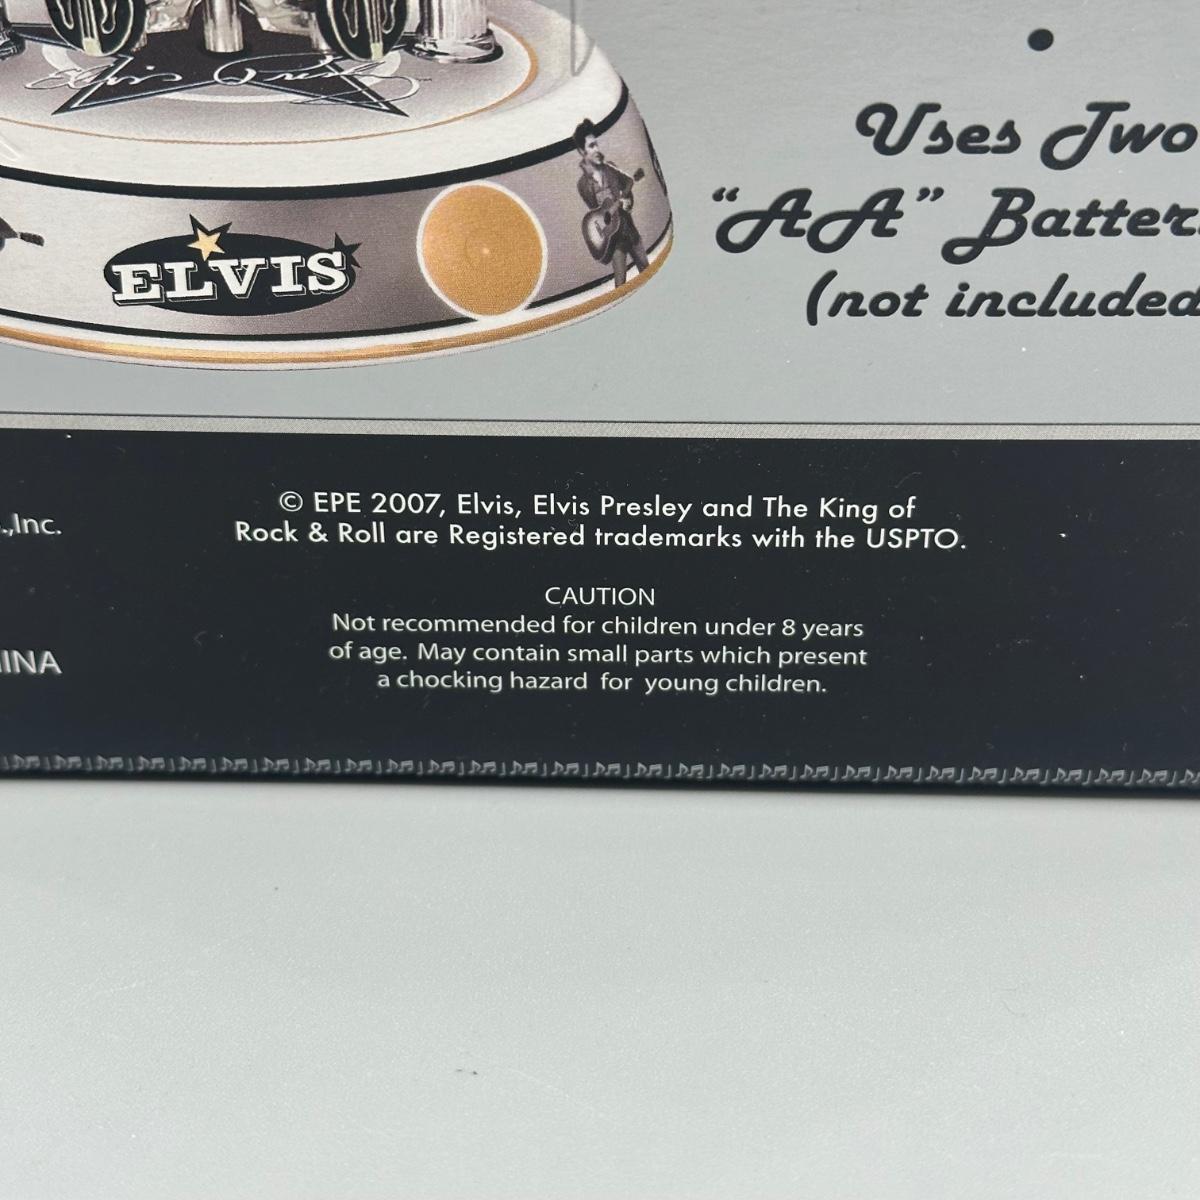 Elvis Presley
Uses Two
"AA"
(not included
ELVIS
© EPE 2007, Elvis, Elvis Presley and The King of
Rock & Roll are Registered trademarks with the USPTO.
Inc.
CAUTION
Not recommended for children under 8 years
of age. May contain small parts which present
a chocking hazard for young children.